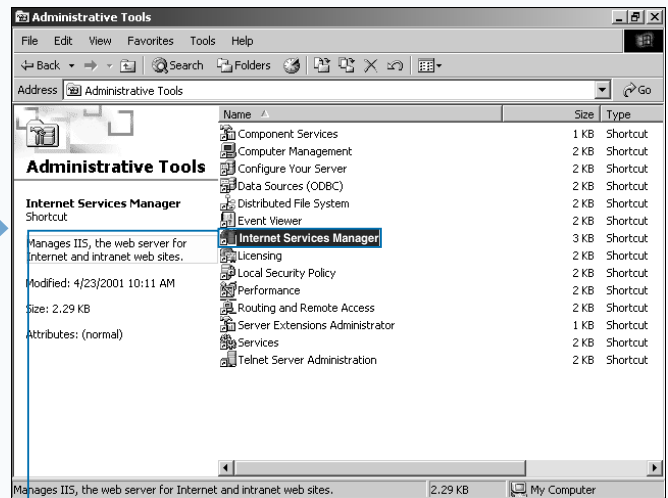 Administrative Tools
File Edit View Favorites Tools Help
Back Search Folders
Address Administrative Tools Go
Administrative Tools
Internet Services Manager
Shortcut
Manages IIS, the web server for
Internet and intranet web sites.
Modified: 4/23/2001 10:11 AM
Size: 2.29 KB
Attributes: (normal)
Name Size Type
Component Services 1 KB Shortcut
Computer Management 2 KB Shortcut
Configure Your Server 2 KB Shortcut
Data Sources (ODBC) 2 KB Shortcut
Distributed File System 2 KB Shortcut
Event Viewer 2 KB Shortcut
Internet Services Manager 3 KB Shortcut
Licensing 2 KB Shortcut
Local Security Policy 2 KB Shortcut
Performance 2 KB Shortcut
Routing and Remote Access 2 KB Shortcut
Server Extensions Administrator 1 KB Shortcut
Services 2 KB Shortcut
Telnet Server Administration 2 KB Shortcut
Manages IIS, the web server for Internet and intranet web sites. 2.29 KB My Computer